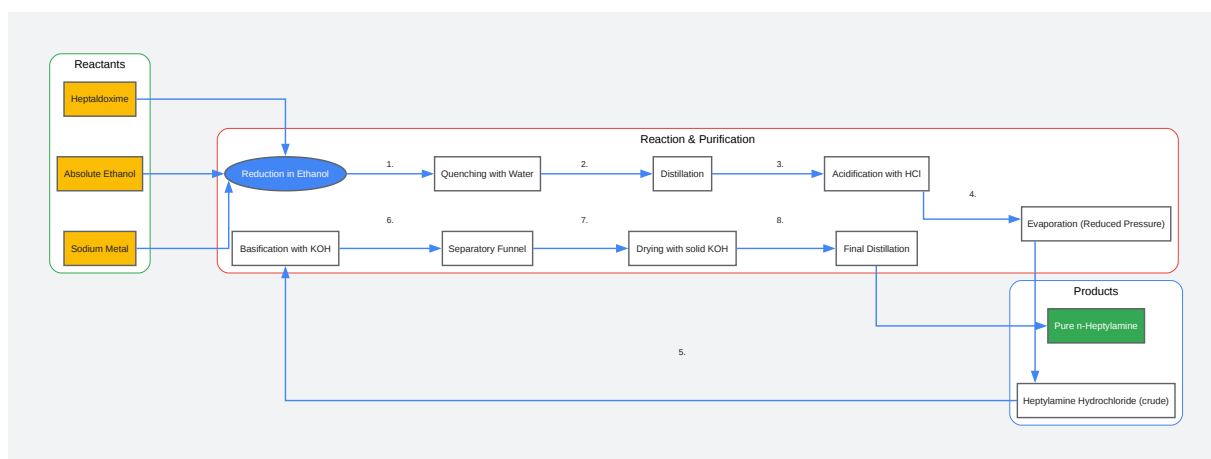 Reactants
Heptaldoxime
Absolute Ethanol
Sodium Metal
Reaction & Purification
Reduction in Ethanol
1.
Quenching with Water
2.
Distillation
3.
Acidification with HCl
4.
Evaporation (Reduced Pressure)
Basification with KOH
6.
Separatory Funnel
7.
Drying with solid KOH
8.
Final Distillation
Products
Pure n-Heptylamine
5.
Heptylamine Hydrochloride (crude)